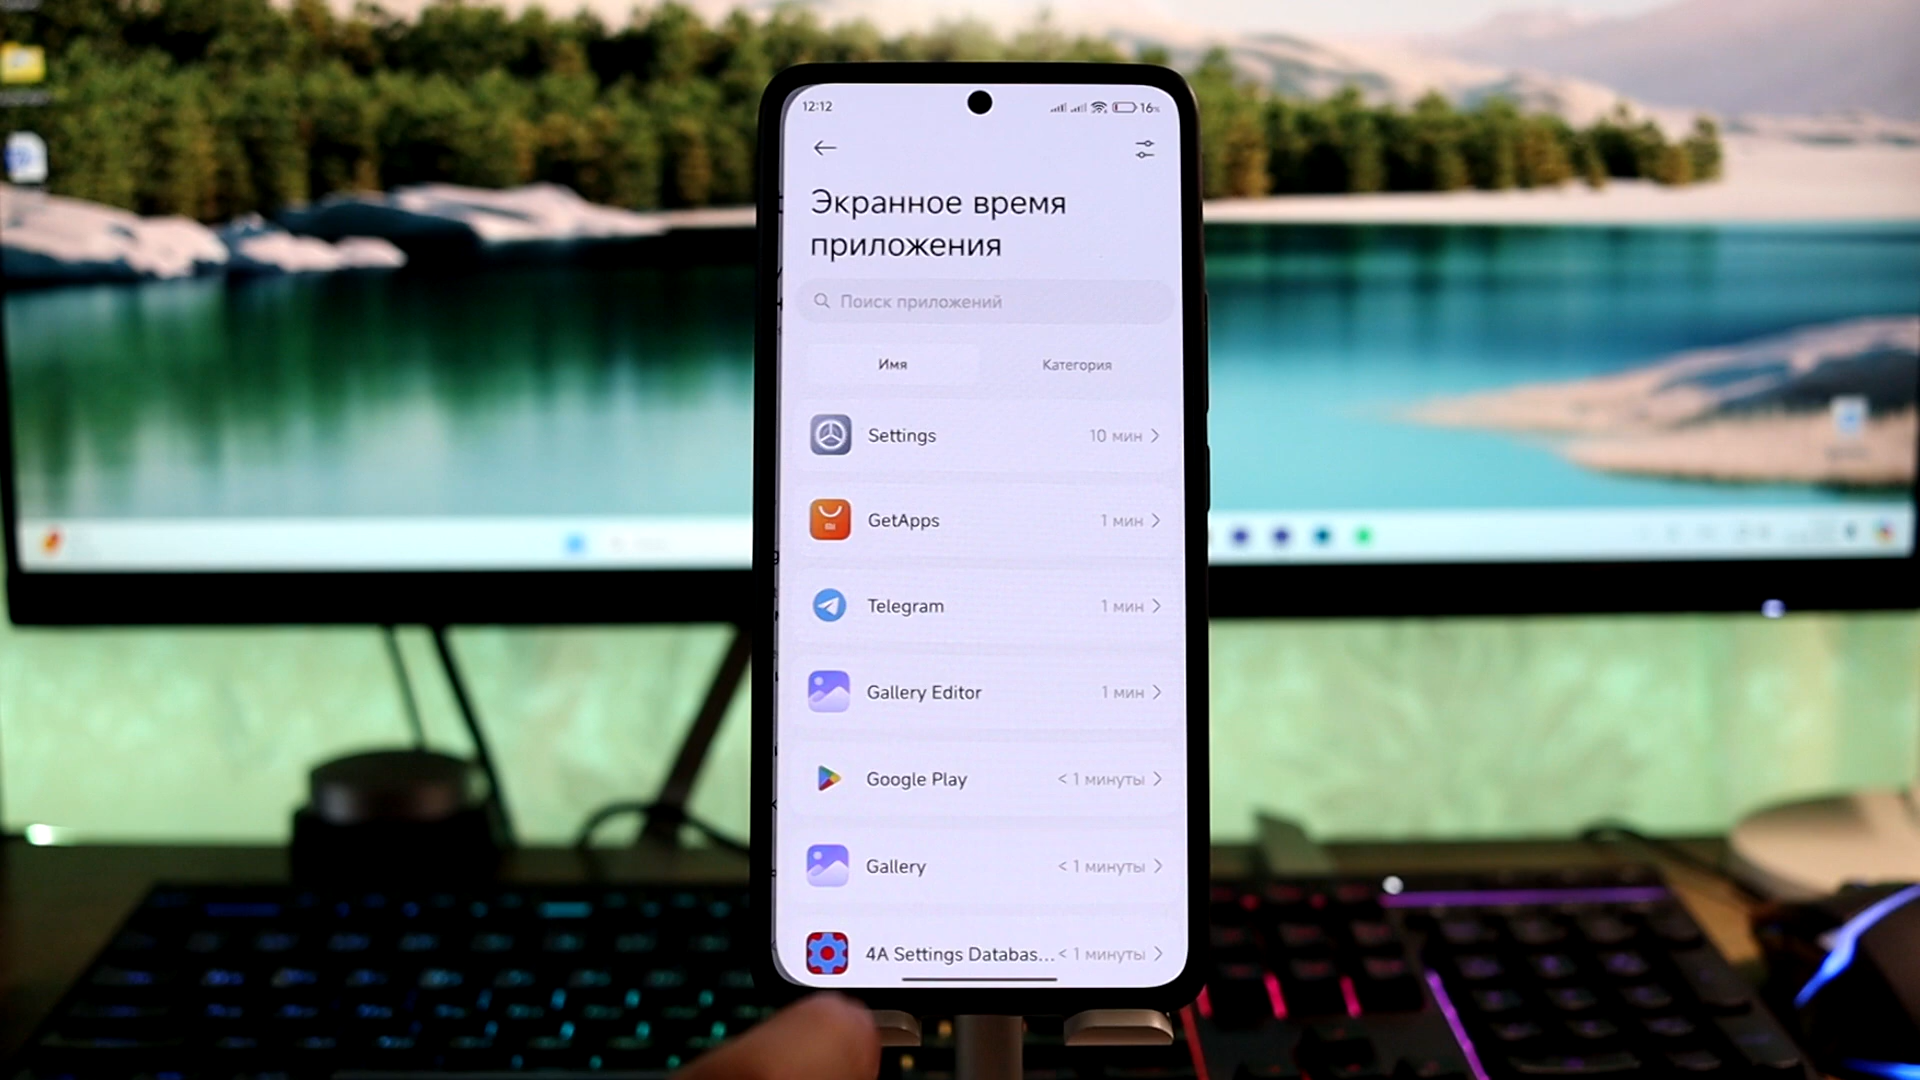 12:12
16%
Экранное время
приложения
Поиск приложений
Имя
Категория
Settings
10 мин
GetApps
1 мин
Telegram
1 мин
Gallery Editor
1 мин
Google Play
< 1 минуты
Gallery
< 1 минуты
4A Settings Databas...
< 1 минуты